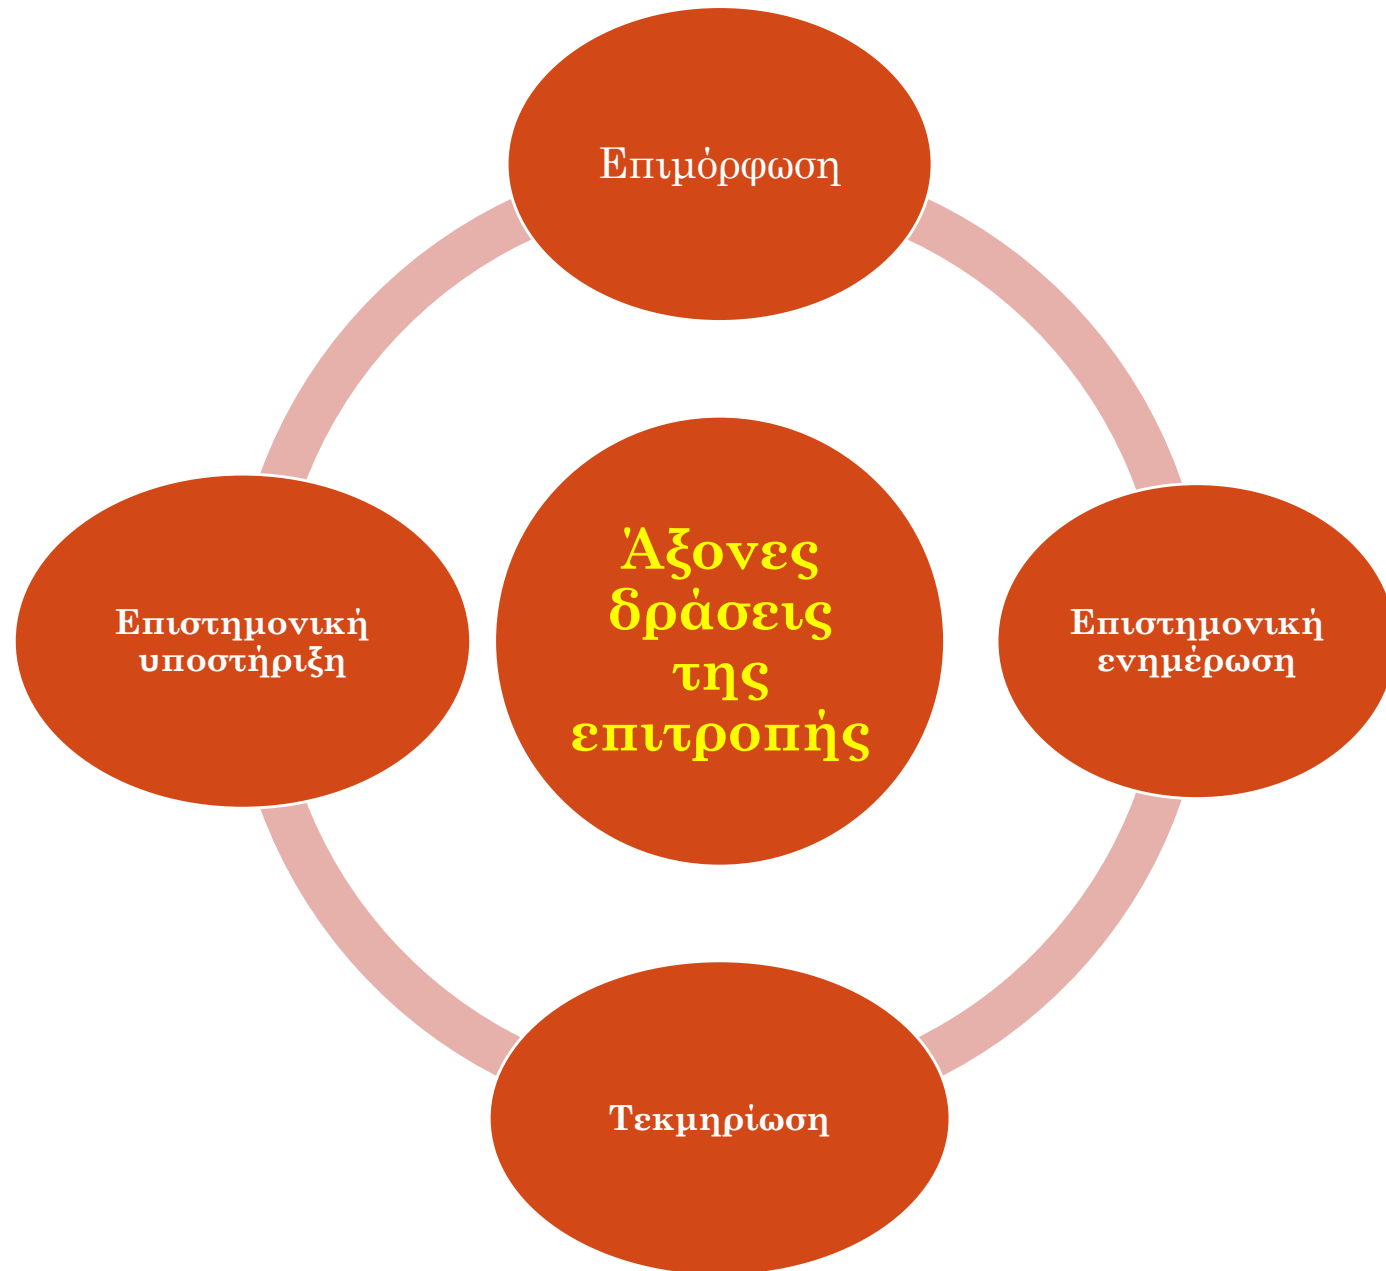 Επιμόρφωση
Άξονες
δράσεις
της
επιτροπής
Επιστημονική
υποστήριξη
Επιστημονική
ενημέρωση
Τεκμηρίωση